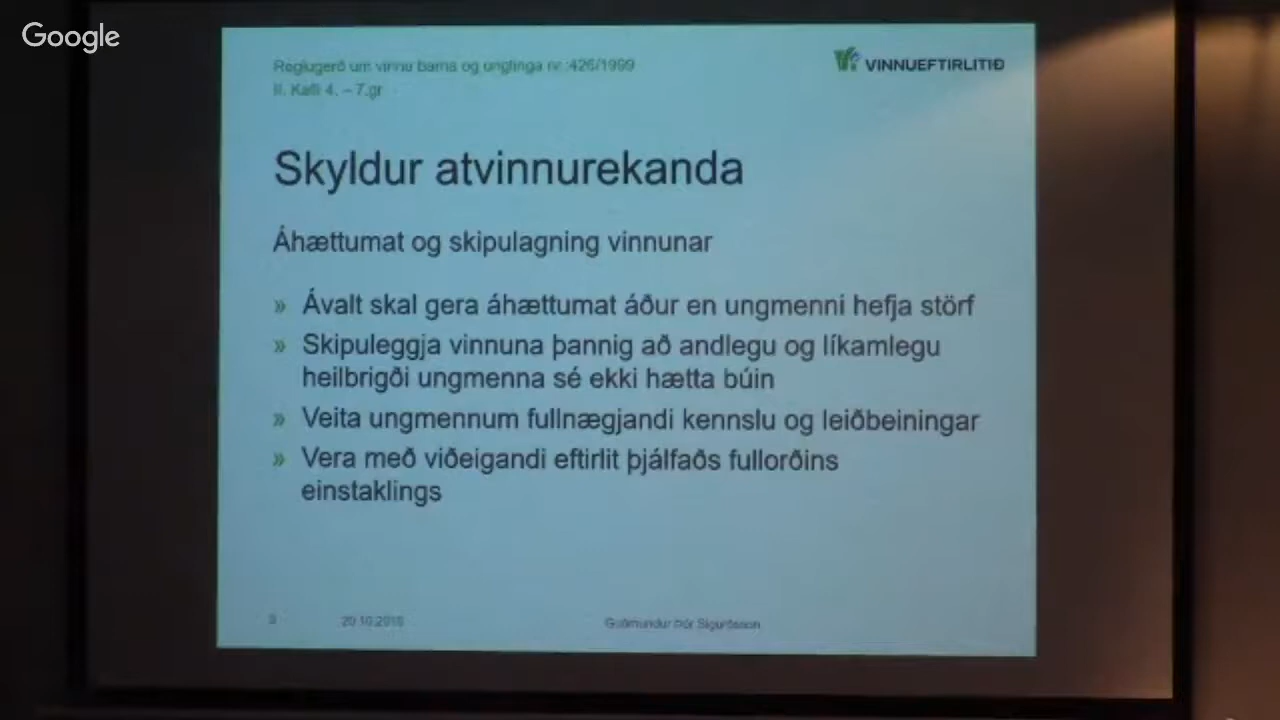 Google
Reglugerð um vinnu barna og unglinga nr. 426/1999
II. Kafli 4. – 7.gr
VINNUEFTIRLITIÐ
Skyldur atvinnurekanda
Áhættumat og skipulagning vinnunar
» Ávalt skal gera áhættumat áður en ungmenni hefja störf
» Skipuleggja vinnuna þannig að andlegu og líkamlegu
heilbrigði ungmenna sé ekki hætta búin
» Veita ungmennum fullnægjandi kennslu og leiðbeiningar
» Vera með viðeigandi eftirlit þjálfaðs fullorðins
einstaklings
Guðmundur Þór Sigurðsson